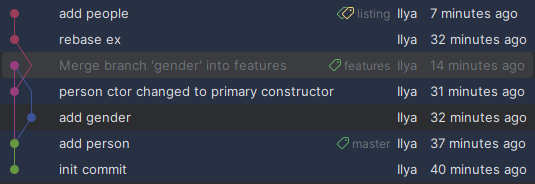 add people listing Ilya 7 minutes ago
rebase ex Ilya 32 minutes ago
Merge branch 'gender' into features features Ilya 14 minutes ago
person ctor changed to primary constructor Ilya 31 minutes ago
add gender Ilya 32 minutes ago
add person master Ilya 37 minutes ago
init commit Ilya 40 minutes ago